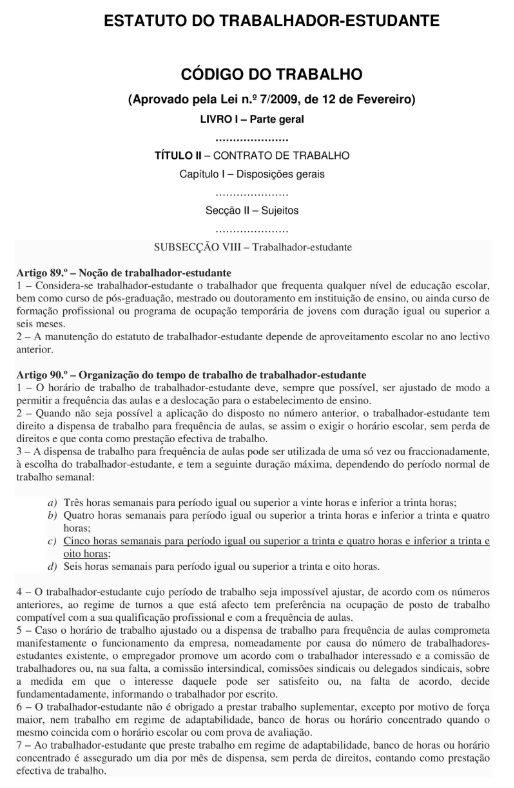 ESTATUTO DO TRABALHADOR-ESTUDANTE
CÓDIGO DO TRABALHO
(Aprovado pela Lei n.º 7/2009, de 12 de Fevereiro)
LIVRO I – Parte geral
.....................
TÍTULO II – CONTRATO DE TRABALHO
Capítulo I – Disposições gerais
.....................
Secção II – Sujeitos
.....................
SUBSECÇÃO VIII – Trabalhador-estudante
Artigo 89.º – Noção de trabalhador-estudante
1 – Considera-se trabalhador-estudante o trabalhador que frequenta qualquer nível de educação escolar,
bem como curso de pós-graduação, mestrado ou doutoramento em instituição de ensino, ou ainda curso de
formação profissional ou programa de ocupação temporária de jovens com duração igual ou superior a
seis meses.
2 – A manutenção do estatuto de trabalhador-estudante depende de aproveitamento escolar no ano lectivo
anterior.
Artigo 90.º – Organização do tempo de trabalho de trabalhador-estudante
1 – O horário de trabalho de trabalhador-estudante deve, sempre que possível, ser ajustado de modo a
permitir a frequência das aulas e a deslocação para o estabelecimento de ensino.
2 – Quando não seja possível a aplicação do disposto no número anterior, o trabalhador-estudante tem
direito a dispensa de trabalho para frequência de aulas, se assim o exigir o horário escolar, sem perda de
direitos e que conta como prestação efectiva de trabalho.
3 – A dispensa de trabalho para frequência de aulas pode ser utilizada de uma só vez ou fraccionadamente,
à escolha do trabalhador-estudante, e tem a seguinte duração máxima, dependendo do período normal de
trabalho semanal:
a) Três horas semanais para período igual ou superior a vinte horas e inferior a trinta horas;
b) Quatro horas semanais para período igual ou superior a trinta horas e inferior a trinta e quatro
horas;
c) Cinco horas semanais para período igual ou superior a trinta e quatro horas e inferior a trinta e
oito horas;
d) Seis horas semanais para período igual ou superior a trinta e oito horas.
4 – O trabalhador-estudante cujo período de trabalho seja impossível ajustar, de acordo com os números
anteriores, ao regime de turnos a que está afecto tem preferência na ocupação de posto de trabalho
compatível com a sua qualificação profissional e com a frequência de aulas.
5 – Caso o horário de trabalho ajustado ou a dispensa de trabalho para frequência de aulas comprometa
manifestamente o funcionamento da empresa, nomeadamente por causa do número de trabalhadores-
estudantes existente, o empregador promove um acordo com o trabalhador interessado e a comissão de
trabalhadores ou, na sua falta, a comissão intersindical, comissões sindicais ou delegados sindicais, sobre
a medida em que o interesse daquele pode ser satisfeito ou, na falta de acordo, decide
fundamentadamente, informando o trabalhador por escrito.
6 – O trabalhador-estudante não é obrigado a prestar trabalho suplementar, excepto por motivo de força
maior, nem trabalho em regime de adaptabilidade, banco de horas ou horário concentrado quando o
mesmo coincida com o horário escolar ou com prova de avaliação.
7 – Ao trabalhador-estudante que preste trabalho em regime de adaptabilidade, banco de horas ou horário
concentrado é assegurado um dia por mês de dispensa, sem perda de direitos, contando como prestação
efectiva de trabalho.